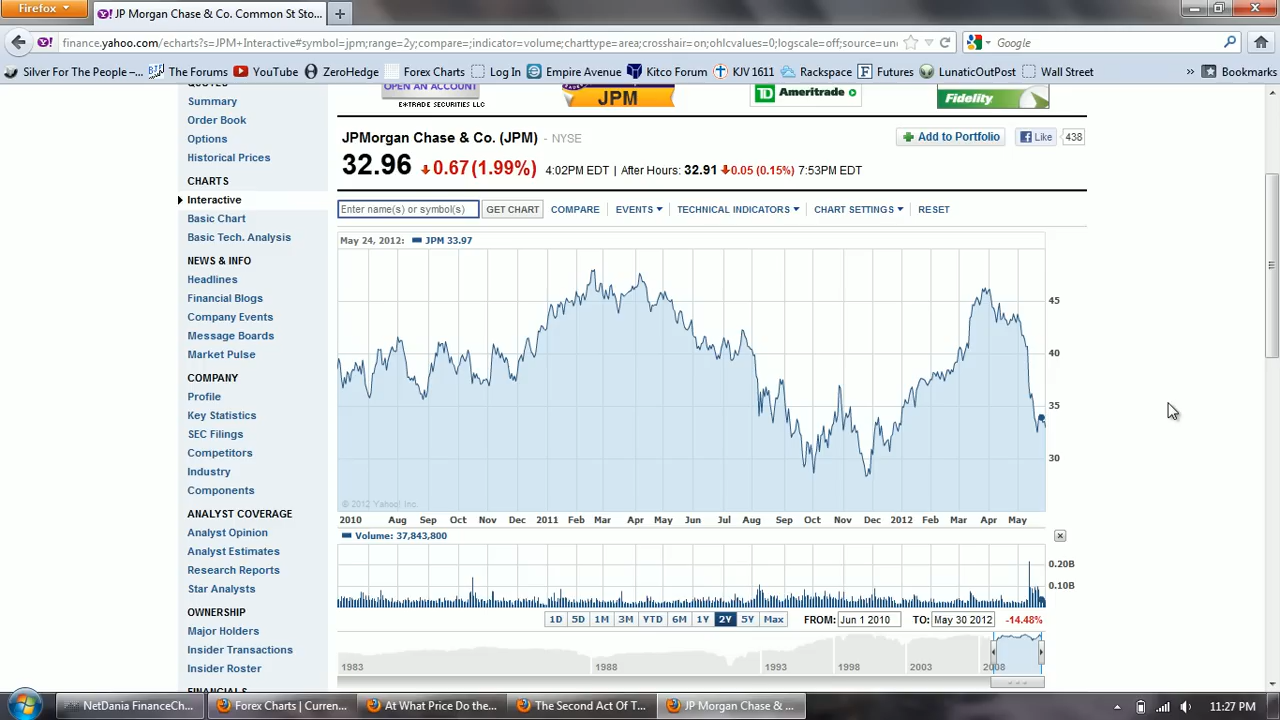 Firefox
JP Morgan Chase & Co. Common St Sto...
finance.yahoo.com/echarts?s=JPM+Interactive#symbol=jpm;range=2y;compare=;indicator=volume;charttype=area;crosshair=on;ohlcvalues=0;logscale=off;source=un
Google
Silver For The People –...
The Forums
YouTube
ZeroHedge
Forex Charts
Log In
Empire Avenue
Kitco Forum
KJV 1611
Rackspace
Futures
LunaticOutPost
Wall Street
»
Bookmarks
QUOTES
Summary
Order Book
Options
Historical Prices
CHARTS
Interactive
Basic Chart
Basic Tech. Analysis
NEWS & INFO
Headlines
Financial Blogs
Company Events
Message Boards
Market Pulse
COMPANY
Profile
Key Statistics
SEC Filings
Competitors
Industry
Components
ANALYST COVERAGE
Analyst Opinion
Analyst Estimates
Research Reports
Star Analysts
OWNERSHIP
Major Holders
Insider Transactions
Insider Roster
FINANCIALS
OPEN AN ACCOUNT
E*TRADE SECURITIES LLC
JPM
TD Ameritrade
Fidelity
JPMorgan Chase & Co. (JPM) - NYSE
Add to Portfolio
Like 438
32.96 0.67 (1.99%) 4:02PM EDT | After Hours: 32.91 0.05 (0.15%) 7:53PM EDT
Enter name(s) or symbol(s) GET CHART COMPARE EVENTS TECHNICAL INDICATORS CHART SETTINGS RESET
May 24, 2012: JPM 33.97
45
40
35
30
© 2012 Yahoo! Inc.
2010 Aug Sep Oct Nov Dec 2011 Feb Mar Apr May Jun Jul Aug Sep Oct Nov Dec 2012 Feb Mar Apr May
Volume: 37,843,800
0.20B
0.10B
1D 5D 1M 3M YTD 6M 1Y 2Y 5Y Max FROM: Jun 1 2010 TO: May 30 2012 -14.48%
1983 1988 1993 1998 2003 2008
NetDania FinanceCh...
Forex Charts | Curren...
At What Price Do the...
The Second Act Of T...
JP Morgan Chase & ...
11:27 PM